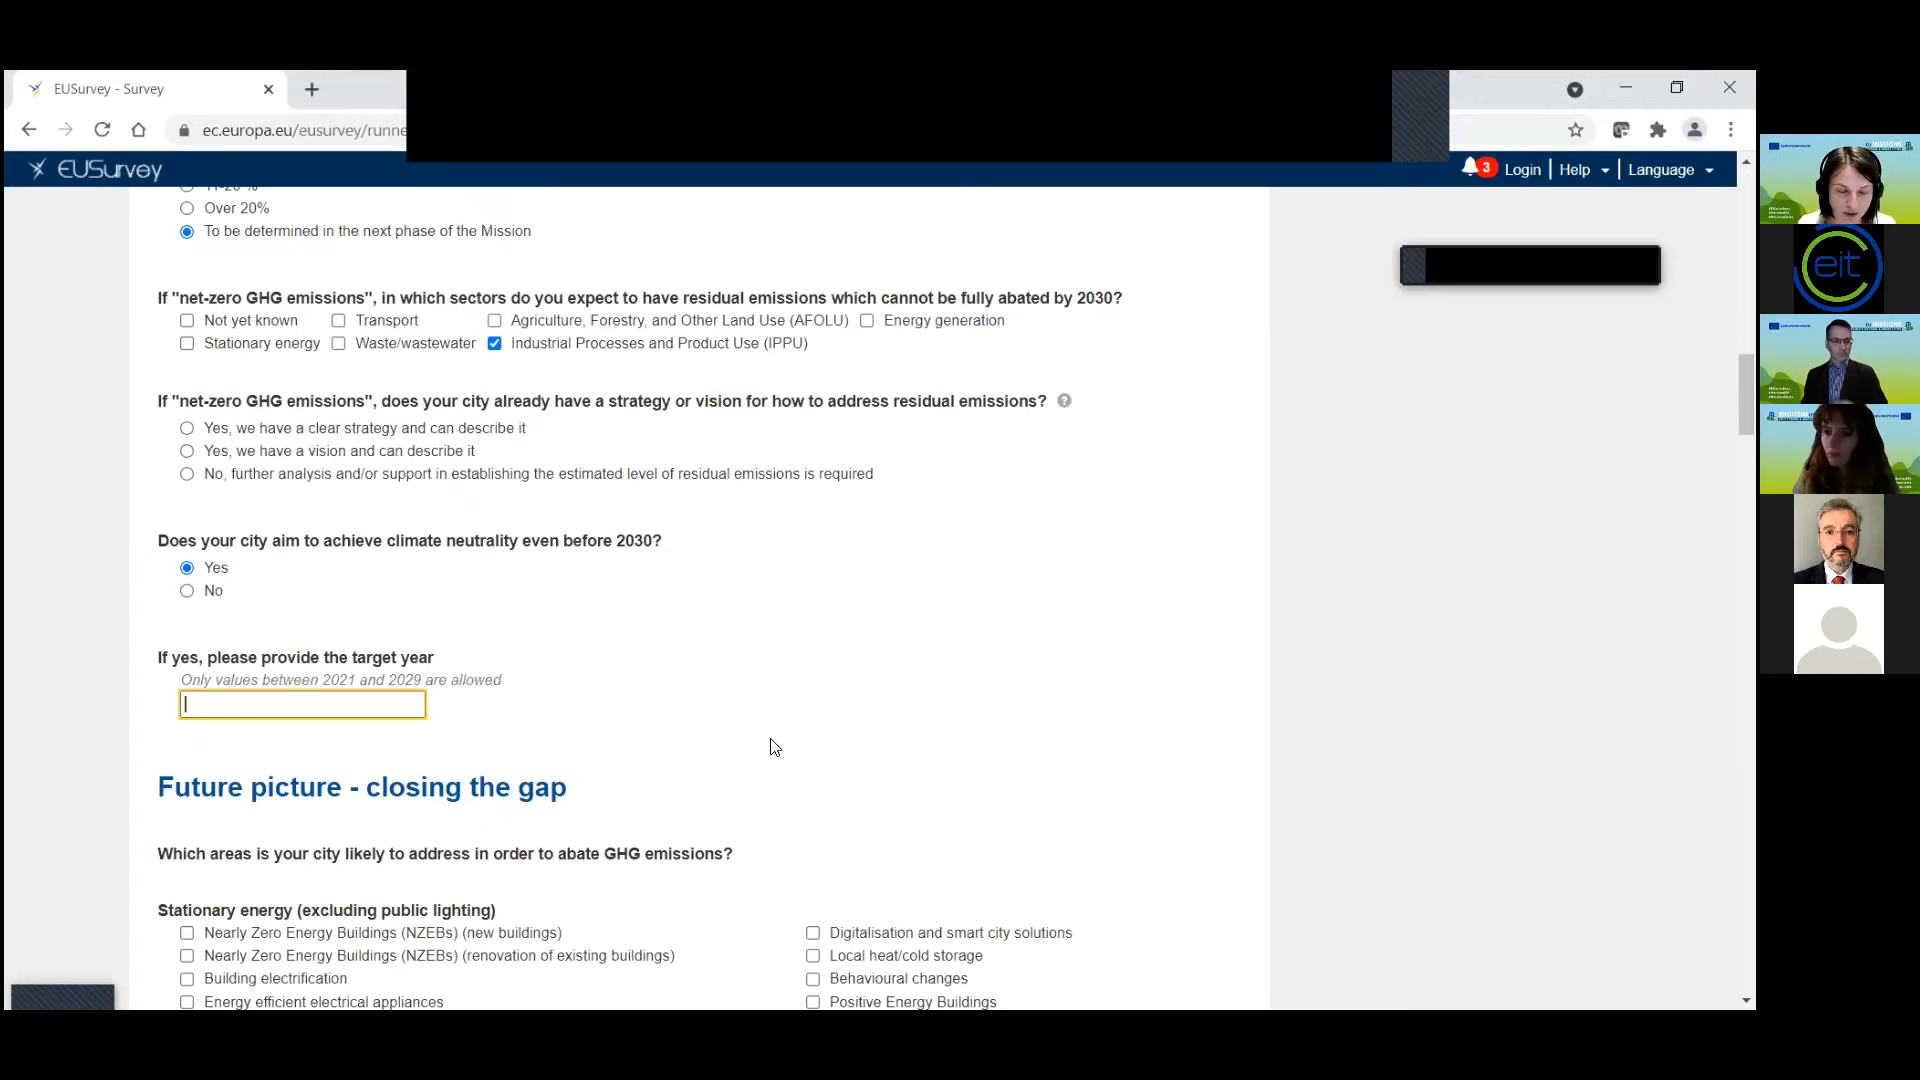 EUSurvey - Survey
ec.europa.eu/eusurvey/runne
EUSurvey
3 Login Help Language
11-20 %
Over 20%
To be determined in the next phase of the Mission
If "net-zero GHG emissions", in which sectors do you expect to have residual emissions which cannot be fully abated by 2030?
Not yet known Transport Agriculture, Forestry, and Other Land Use (AFOLU) Energy generation
Stationary energy Waste/wastewater Industrial Processes and Product Use (IPPU)
If "net-zero GHG emissions", does your city already have a strategy or vision for how to address residual emissions?
Yes, we have a clear strategy and can describe it
Yes, we have a vision and can describe it
No, further analysis and/or support in establishing the estimated level of residual emissions is required
Does your city aim to achieve climate neutrality even before 2030?
Yes
No
If yes, please provide the target year
Only values between 2021 and 2029 are allowed
Future picture - closing the gap
Which areas is your city likely to address in order to abate GHG emissions?
Stationary energy (excluding public lighting)
Nearly Zero Energy Buildings (NZEBs) (new buildings) Digitalisation and smart city solutions
Nearly Zero Energy Buildings (NZEBs) (renovation of existing buildings) Local heat/cold storage
Building electrification Behavioural changes
Energy efficient electrical appliances Positive Energy Buildings
eit